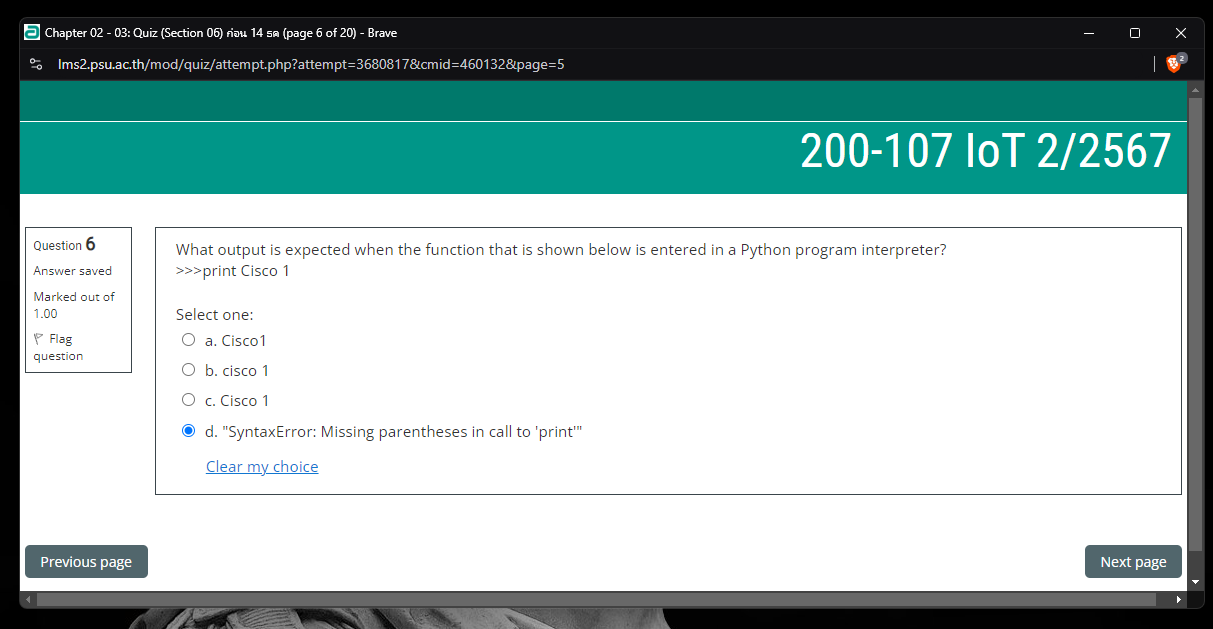 Chapter 02 - 03: Quiz (Section 06) ก่อน 14 ธค (page 6 of 20) - Brave
lms2.psu.ac.th/mod/quiz/attempt.php?attempt=3680817&cmid=460132&page=5
2
200-107 IoT 2/2567
Question 6
Answer saved
Marked out of
1.00
Flag
question
What output is expected when the function that is shown below is entered in a Python program interpreter?
>>>print Cisco 1
Select one:
a. Cisco1
b. cisco 1
c. Cisco 1
d. "SyntaxError: Missing parentheses in call to 'print'"
Clear my choice
Previous page
Next page